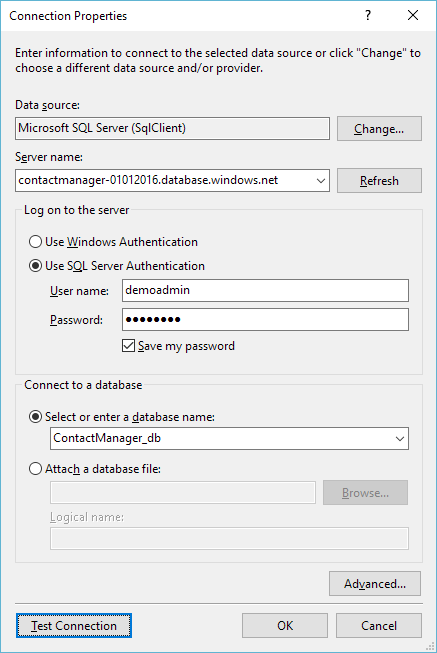 Connection Properties
?
Enter information to connect to the selected data source or click "Change" to
choose a different data source and/or provider.
Data source:
Microsoft SQL Server (SqlClient)
Change...
Server name:
contactmanager-01012016.database.windows.net
Refresh
Log on to the server
Use Windows Authentication
Use SQL Server Authentication
User name:
demoadmin
Password:
●●●●●●●●
Save my password
Connect to a database
Select or enter a database name:
ContactManager_db
Attach a database file:
Browse...
Logical name:
Advanced...
Test Connection
OK
Cancel